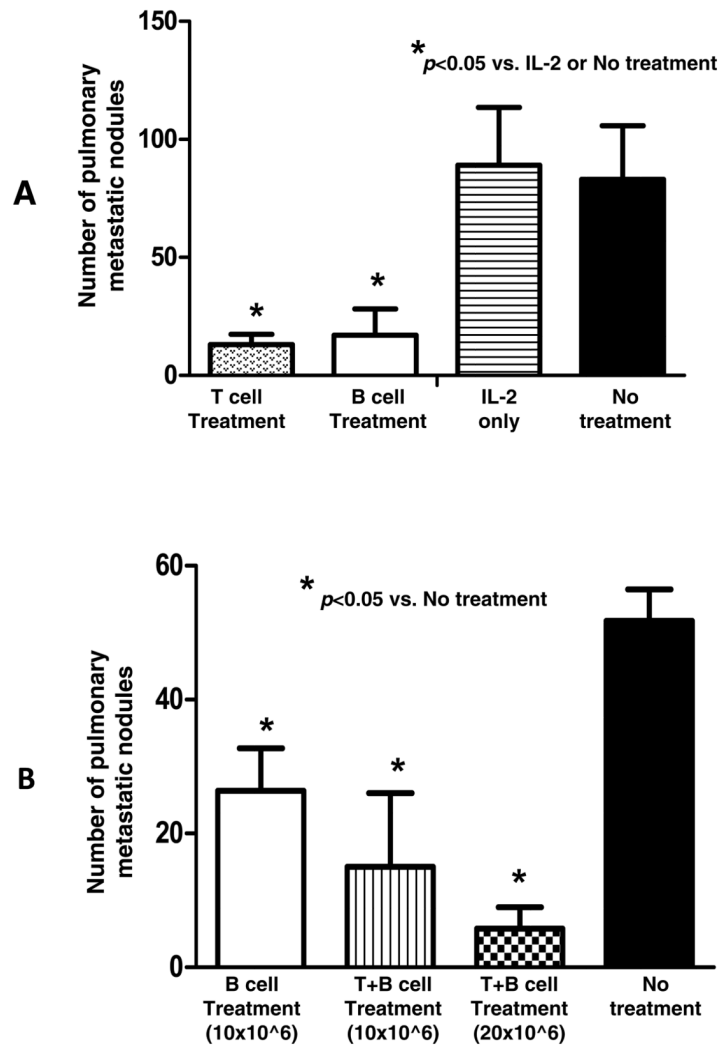 A
Number of pulmonary
metastatic nodules
150
100
50
0
* p<0.05 vs. IL-2 or No treatment
*
*
T cell
Treatment
B cell
Treatment
IL-2
only
No
treatment
B
Number of pulmonary
metastatic nodules
60
40
20
0
* p<0.05 vs. No treatment
*
*
*
B cell
Treatment
(10x10^6)
T+B cell
Treatment
(10x10^6)
T+B cell
Treatment
(20x10^6)
No
treatment